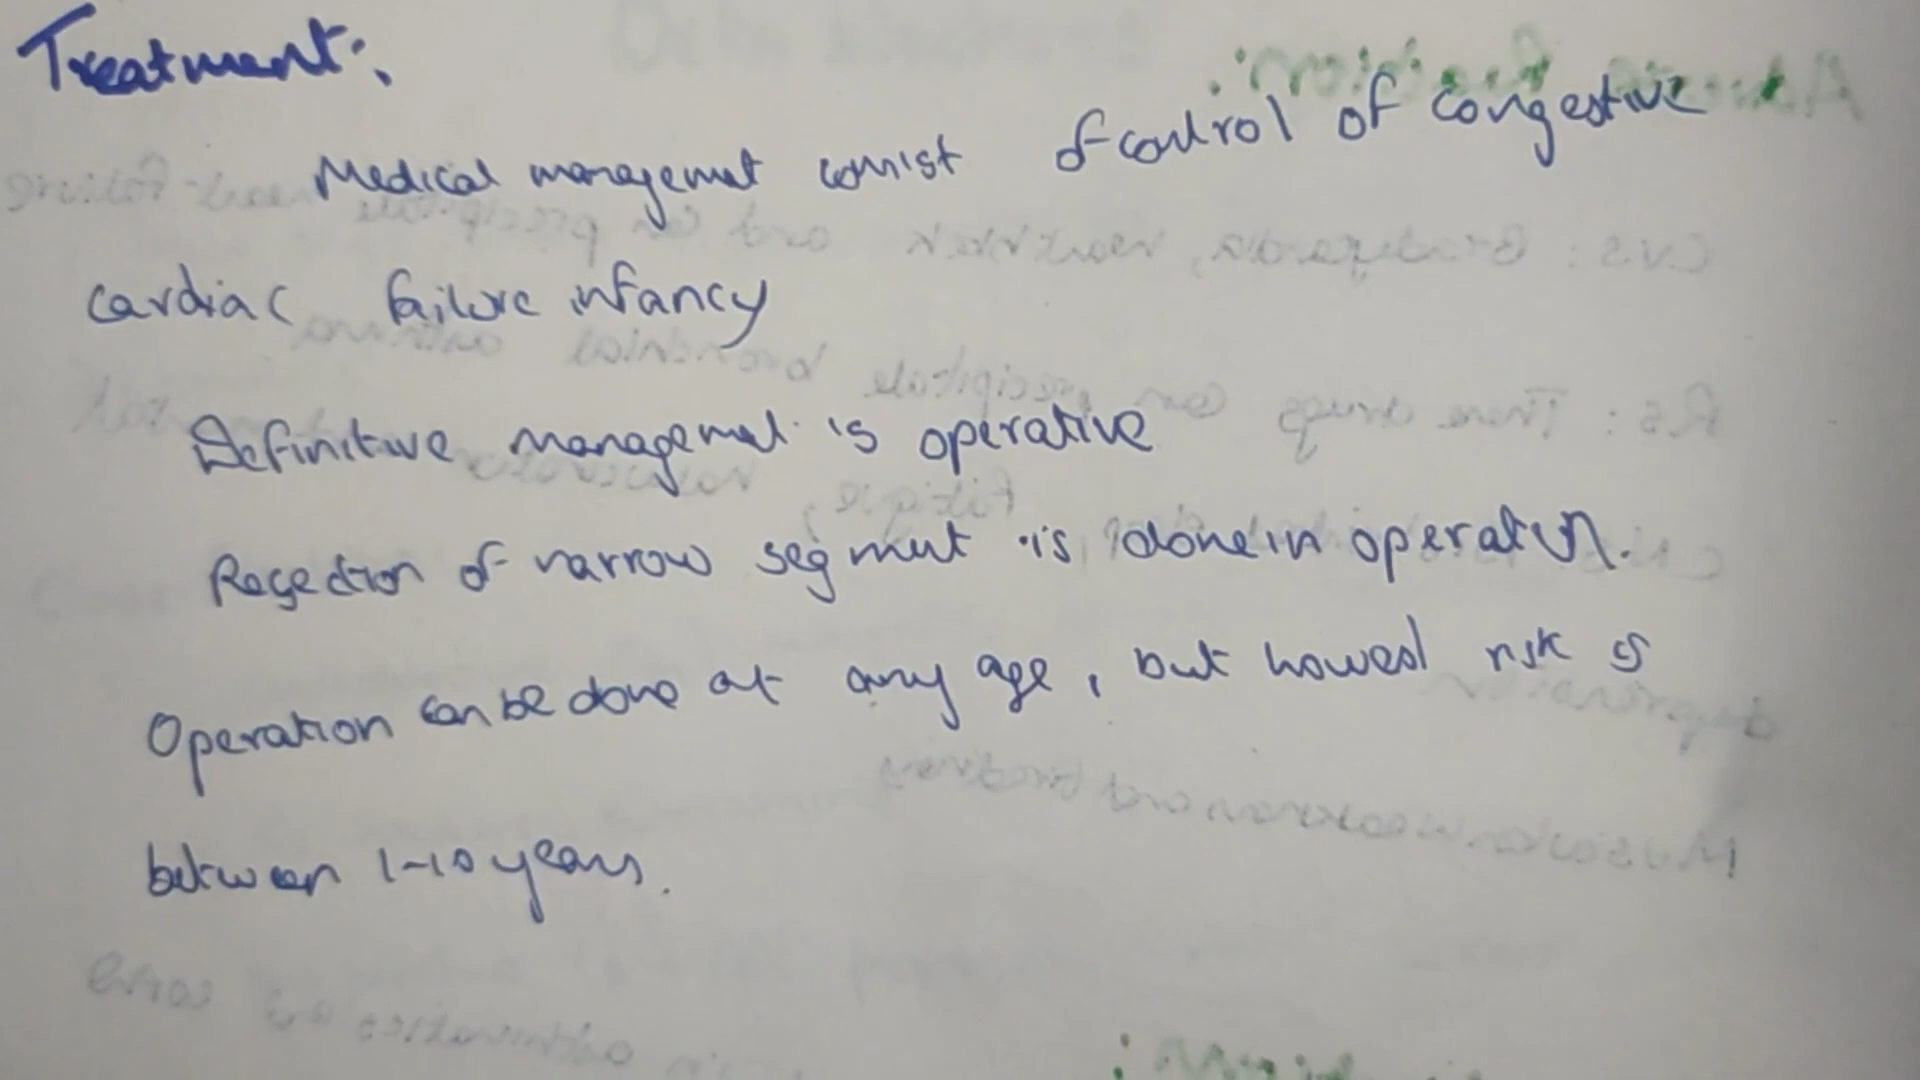 Treatment:
Medical management consist of control of congestive
cardiac failure infancy
Definitive management is operative
Resection of narrow segment is done in operation.
Operation can be done at any age, but lowest risk is
between 1-10 years.